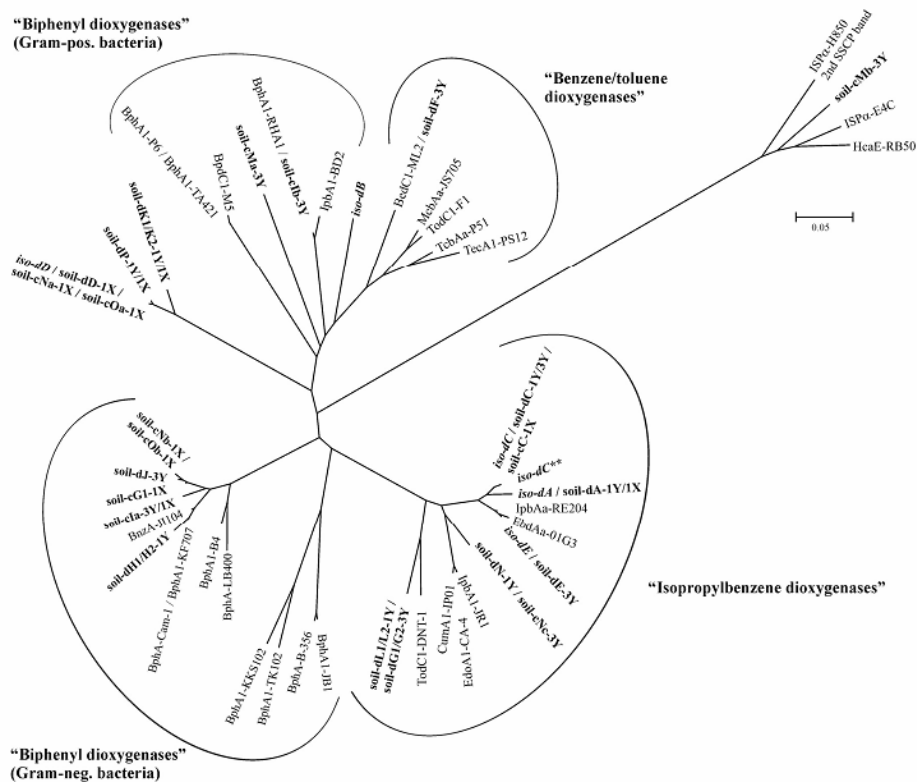 “Biphenyl dioxygenases”
(Gram-pos. bacteria)
“Benzene/toluene
dioxygenases”
ISPα-H850
2nd SSCP band
soil-cMb-3Y
ISPα-E4C
HcaE-RB50
0.05
BphA1-P6 / BphA1-TA421
BpdC1-M5
soil-cMa-3Y
BphA1-RHA1 /
soil-cIb-3Y
IpbA1-BD2
iso-dB
BedC1-ML2 / soil-dF-3Y
McbAa-JS705
TodC1-F1
TcbAa-P51
TecA1-PS12
soil-dK1/K2-1Y/1X
soil-dP-1Y/1X
iso-dD / soil-dD-1X /
soil-cNa-1X / soil-cOa-1X
soil-cNb-1X /
soil-cOb-1X
soil-dJ-3Y
soil-cG1-1X
soil-cIa-3Y/1X
BnzA-J1104
soil-dH1/H2-1Y
BphA-Cam-1 / BphA1-KF707
BphA1-B4
BphA-LB400
BphA1-KKS102
BphA1-TK102
BphA-B-356
BphA1-JB1
iso-dC / soil-dC-1Y/3Y /
soil-cC-1X
iso-dC**
iso-dA / soil-dA-1Y/1X
IpbAa-RE204
EbdAa-01G3
iso-dE / soil-dE-3Y
soil-dN-1Y / soil-cNc-3Y
IpbA1-JR1
EdoA1-CA-4
CumA1-IP01
TodC1-DNT-1
soil-dL1/L2-1Y/
soil-dG1/G2-3Y
“Isopropylbenzene dioxygenases”
“Biphenyl dioxygenases”
(Gram-neg. bacteria)